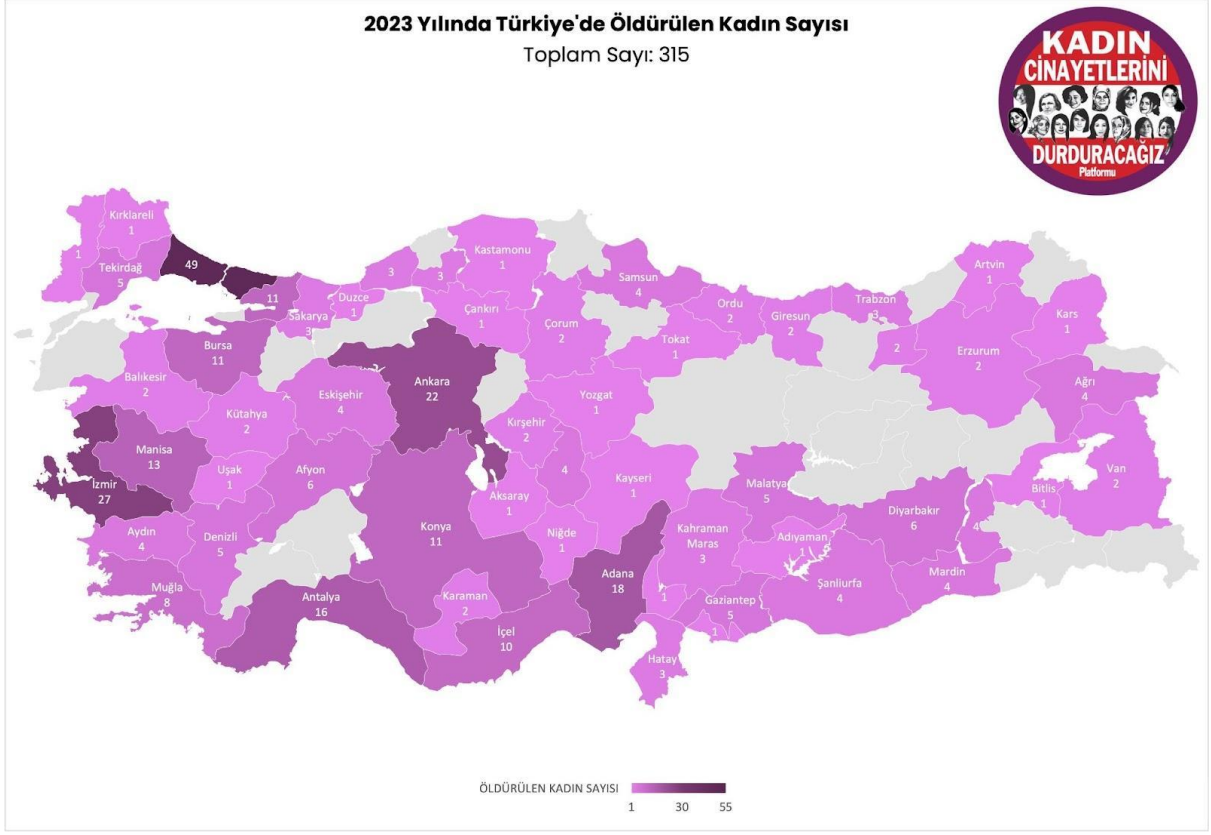 2023 Yılında Türkiye'de Öldürülen Kadın Sayısı
Toplam Sayı: 315
KADIN
CİNAYETLERİNİ
DURDURACAĞIZ
Platformu
Kırklareli
1
1
Tekirdağ
5
49
11
Sakarya
3
Duzce
1
3
3
Kastamonu
1
Çankırı
1
Çorum
2
Samsun
4
Tokat
1
Ordu
2
Giresun
2
Trabzon
3
2
Artvin
1
Erzurum
2
Kars
1
Ağrı
4
Bursa
11
Balıkesir
2
Kütahya
2
Eskişehir
4
Ankara
22
Kırşehir
2
Yozgat
1
Manisa
13
İzmir
27
Uşak
1
Afyon
6
Aksaray
1
4
Kayseri
1
Malatya
5
Diyarbakır
6
4
Bitlis
1
Van
2
Aydın
4
Denizli
5
Konya
11
Niğde
1
Adana
18
Kahraman
Maras
3
Adıyaman
1
Şanlıurfa
4
Mardin
4
Muğla
8
Antalya
16
Karaman
2
İçel
10
1
Gaziantep
5
1
Hatay
3
ÖLDÜRÜLEN KADIN SAYISI
1
30
55